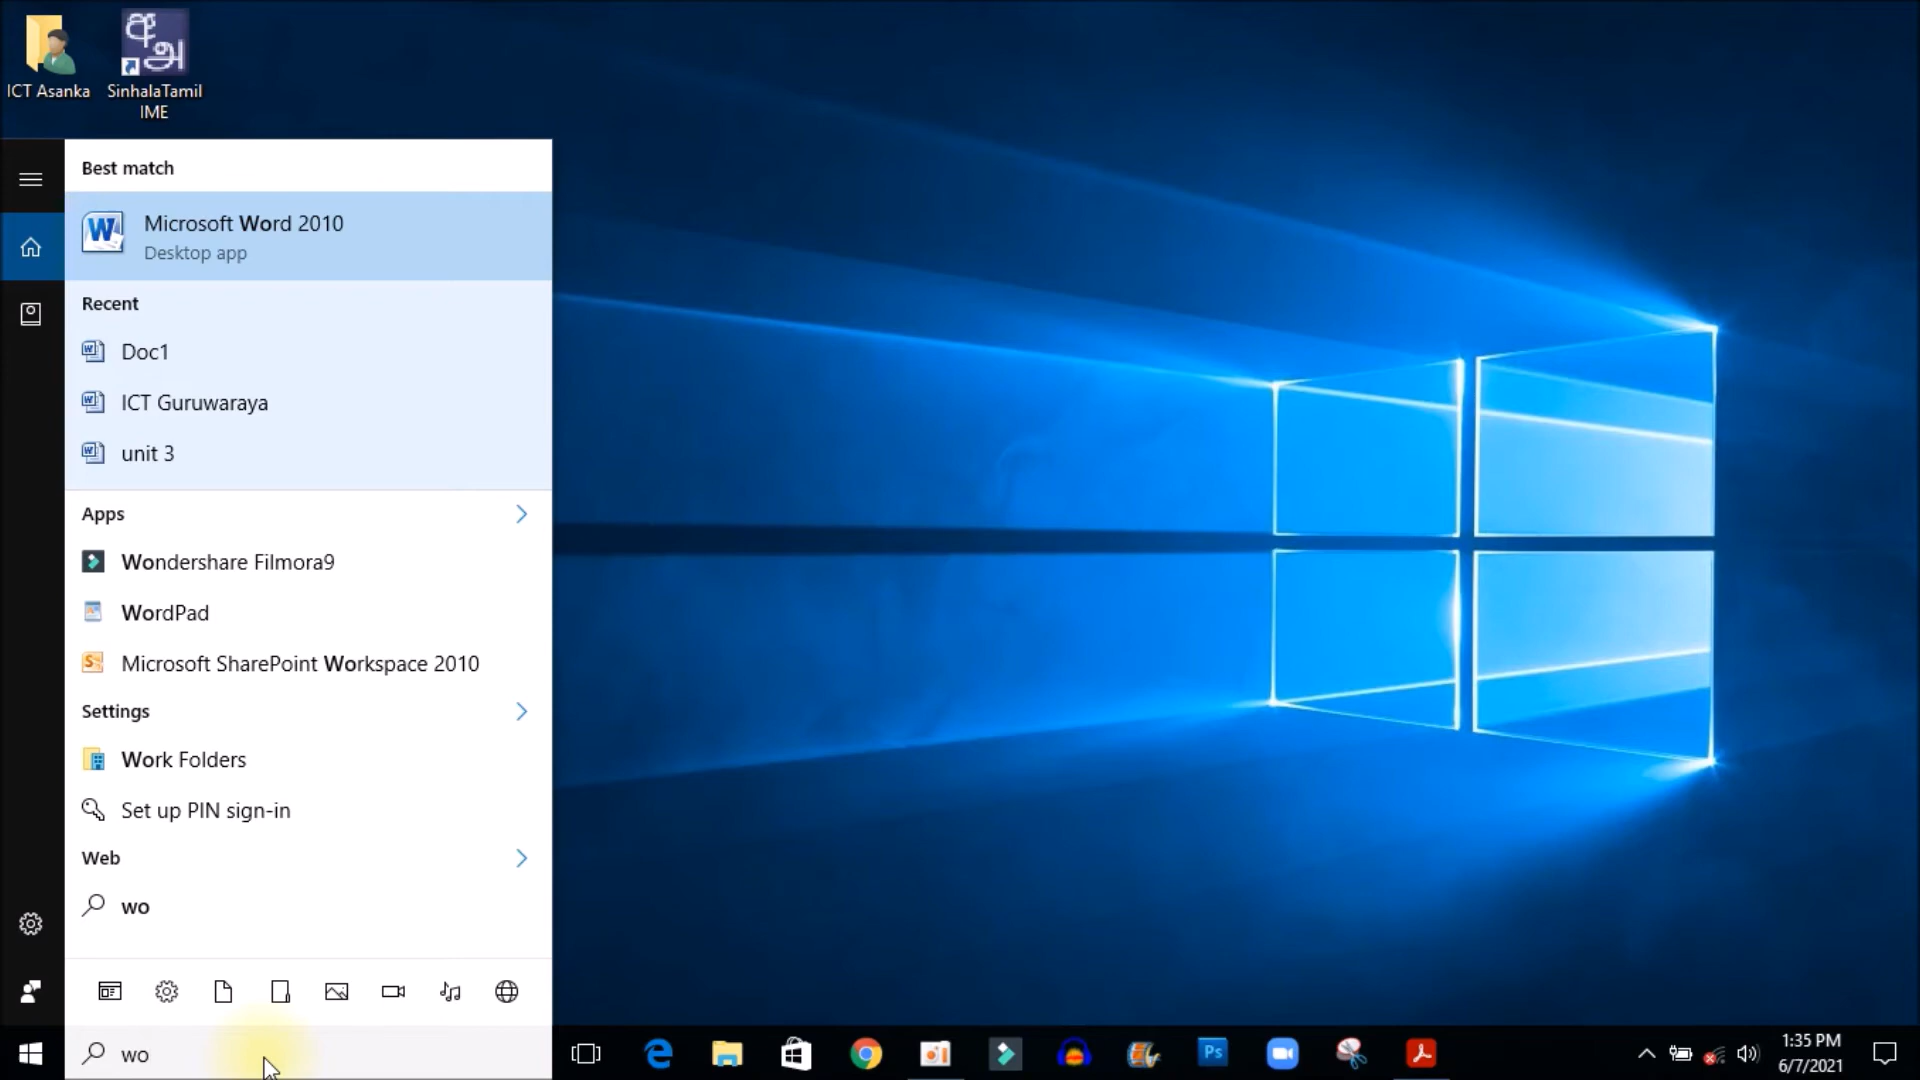 ICT Asanka
SinhalaTamil
IME
අ
அ
Best match
Microsoft Word 2010
Desktop app
Recent
Doc1
ICT Guruwaraya
unit 3
Apps
Wondershare Filmora9
WordPad
Microsoft SharePoint Workspace 2010
Settings
Work Folders
Set up PIN sign-in
Web
wo
wo
Ps
1:35 PM
6/7/2021